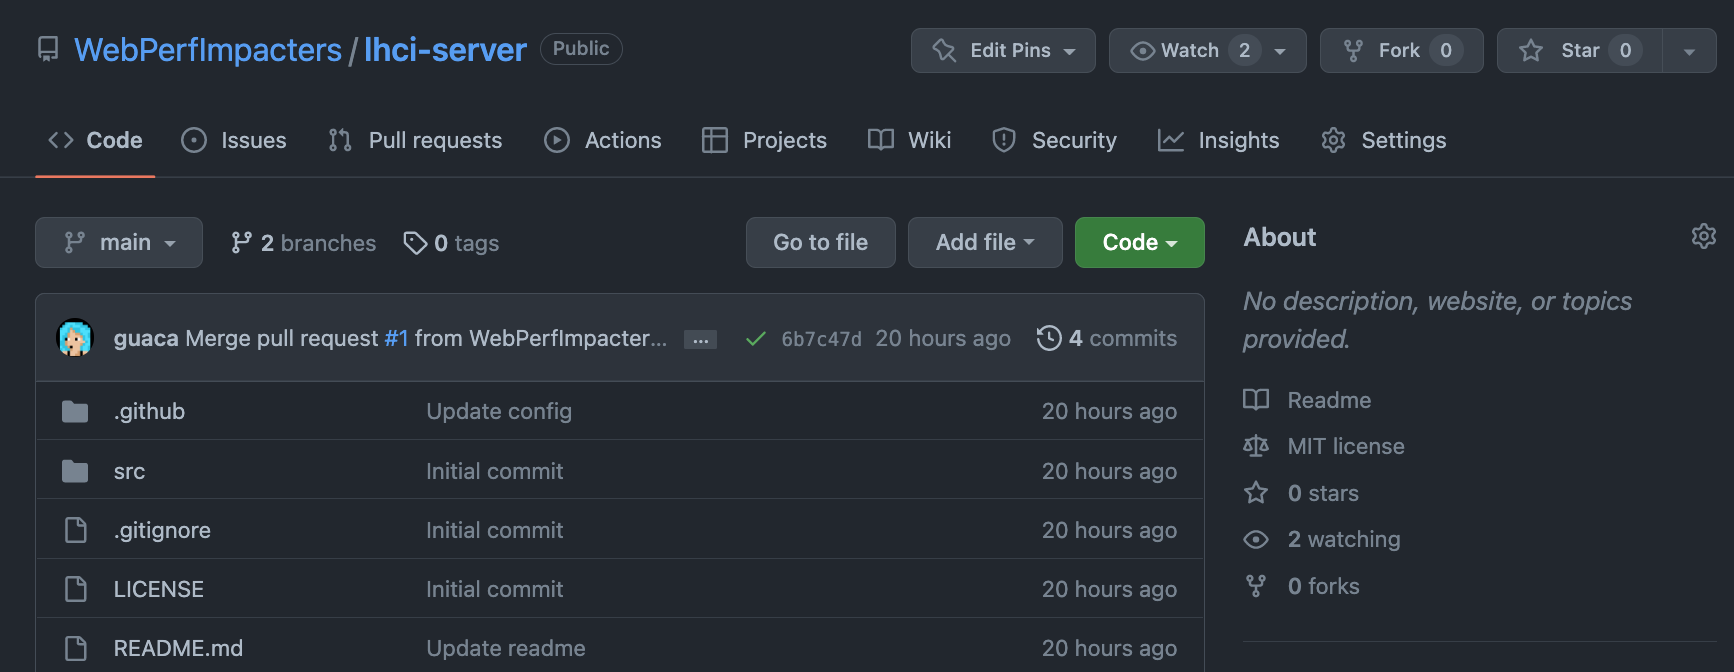 WebPerfImpacters / lhci-server Public Edit Pins Watch 2 Fork 0 Star 0
Code Issues Pull requests Actions Projects Wiki Security Insights Settings
main 2 branches 0 tags Go to file Add file Code
guaca Merge pull request #1 from WebPerfImpacter... ... 6b7c47d 20 hours ago 4 commits
.github Update config 20 hours ago
src Initial commit 20 hours ago
.gitignore Initial commit 20 hours ago
LICENSE Initial commit 20 hours ago
README.md Update readme 20 hours ago
About
No description, website, or topics
provided.
Readme
MIT license
0 stars
2 watching
0 forks